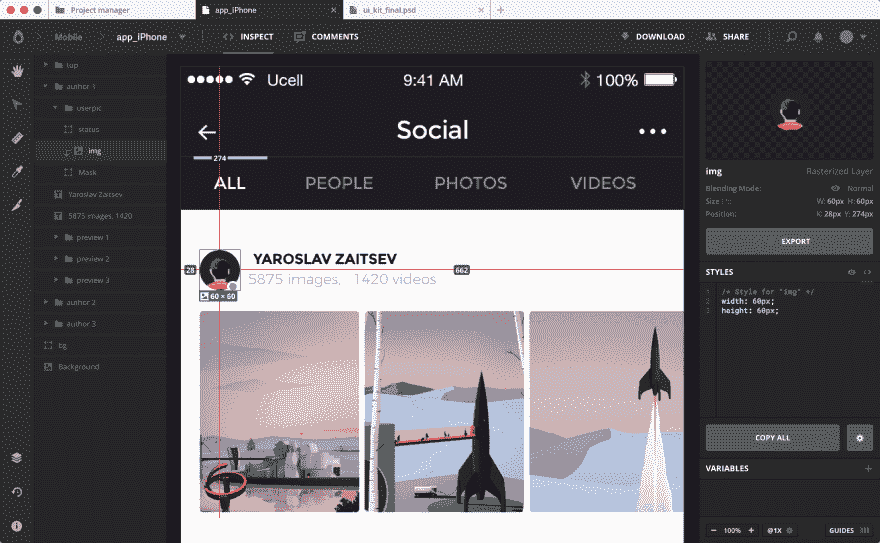 Project manager
app_iPhone
ui_kit_final.psd
Mobile
app_iPhone
INSPECT
COMMENTS
DOWNLOAD
SHARE
top
author 1
userpic
status
img
Mask
Yaroslav Zaitsev
5875 images, 1420
preview 1
preview 2
preview 3
author 2
author 3
bg
Background
Ucell
9:41 AM
100%
Social
274
ALL
PEOPLE
PHOTOS
VIDEOS
28
YAROSLAV ZAITSEV
662
5875 images, 1420 videos
60 × 60
img
Rasterized Layer
Blending Mode:
Normal
Size
W: 60px H: 60px
Position:
X: 28px Y: 274px
EXPORT
STYLES
1 /* Style for "img" */
2 width: 60px;
3 height: 60px;
COPY ALL
VARIABLES
100%
@1X
GUIDES